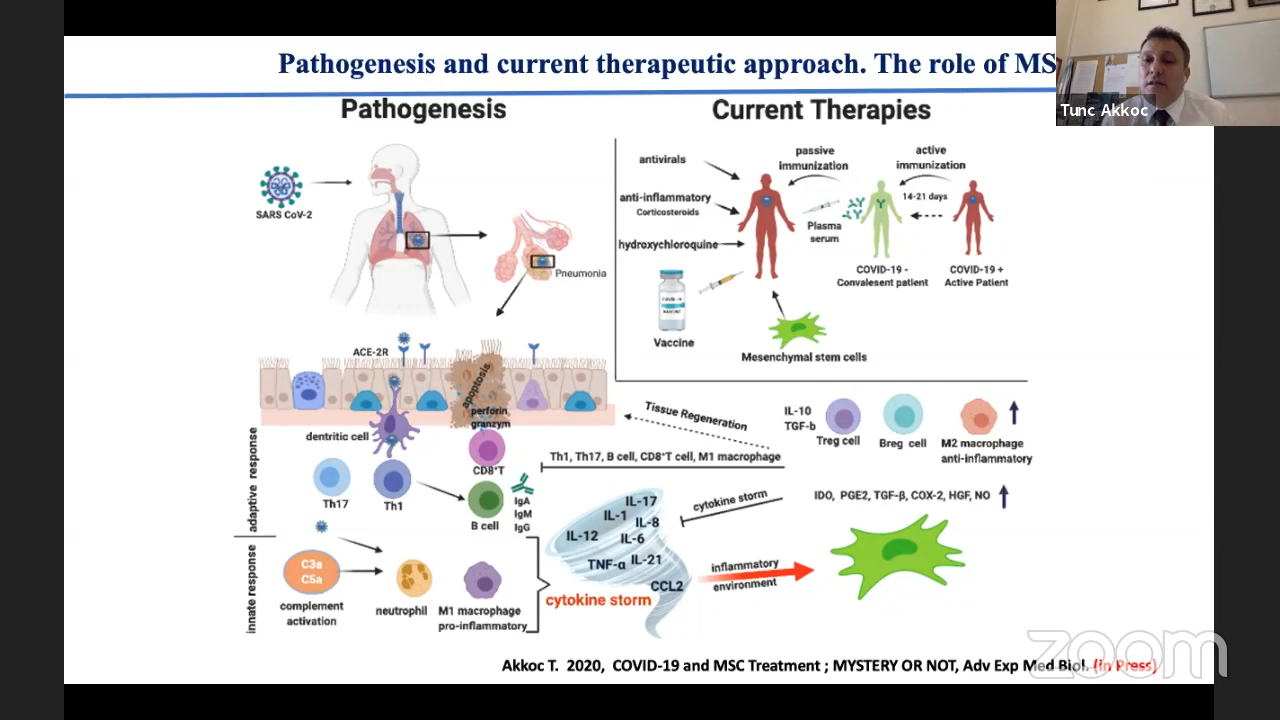 Pathogenesis and current therapeutic approach. The role of MS
Tunc Akkoc
Pathogenesis
SARS CoV-2
Pneumonia
ACE-2R
apoptosis
perforin
granzym
dentritic cell
CD8⁺T
Th17
Th1
B cell
IgA
IgM
IgG
adaptive response
innate response
C3a
C5a
complement
activation
neutrophil
M1 macrophage
pro-inflammatory
Current Therapies
antivirals
anti-inflammatory
Corticosteroids
hydroxychloroquine
Vaccine
passive
immunization
active
immunization
14-21 days
Plasma
serum
COVID-19 -
Convalesent patient
COVID-19 +
Active Patient
Mesenchymal stem cells
Tissue Regeneration
IL-10
TGF-b
Treg cell
Breg cell
M2 macrophage
anti-inflammatory
Th1, Th17, B cell, CD8⁺T cell, M1 macrophage
IDO, PGE2, TGF-β, COX-2, HGF, NO
cytokine storm
IL-17
IL-1
IL-8
IL-12
IL-6
TNF-α
IL-21
CCL2
cytokine storm
inflammatory
environment
Akkoc T. 2020, COVID-19 and MSC Treatment ; MYSTERY OR NOT, Adv Exp Med Biol. (in Press)
zoom